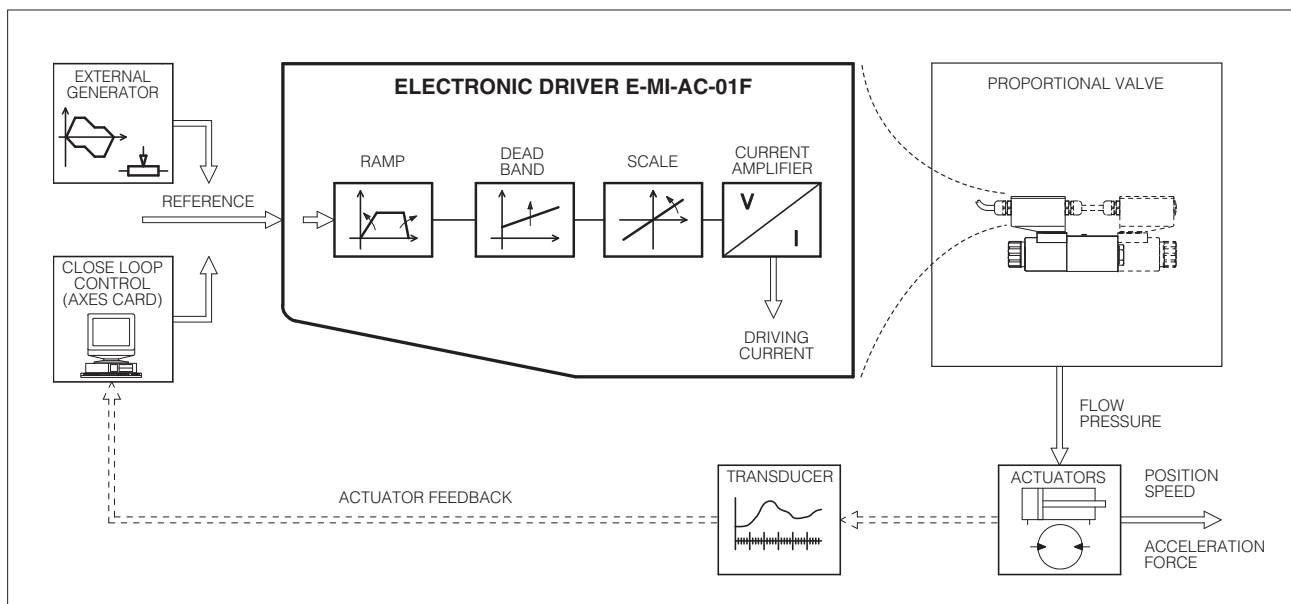 EXTERNAL
GENERATOR
REFERENCE
CLOSE LOOP
CONTROL
(AXES CARD)
ELECTRONIC DRIVER E-MI-AC-01F
RAMP
DEAD
BAND
SCALE
CURRENT
AMPLIFIER
V
I
DRIVING
CURRENT
PROPORTIONAL VALVE
FLOW
PRESSURE
ACTUATORS
POSITION
SPEED
ACCELERATION
FORCE
TRANSDUCER
ACTUATOR FEEDBACK